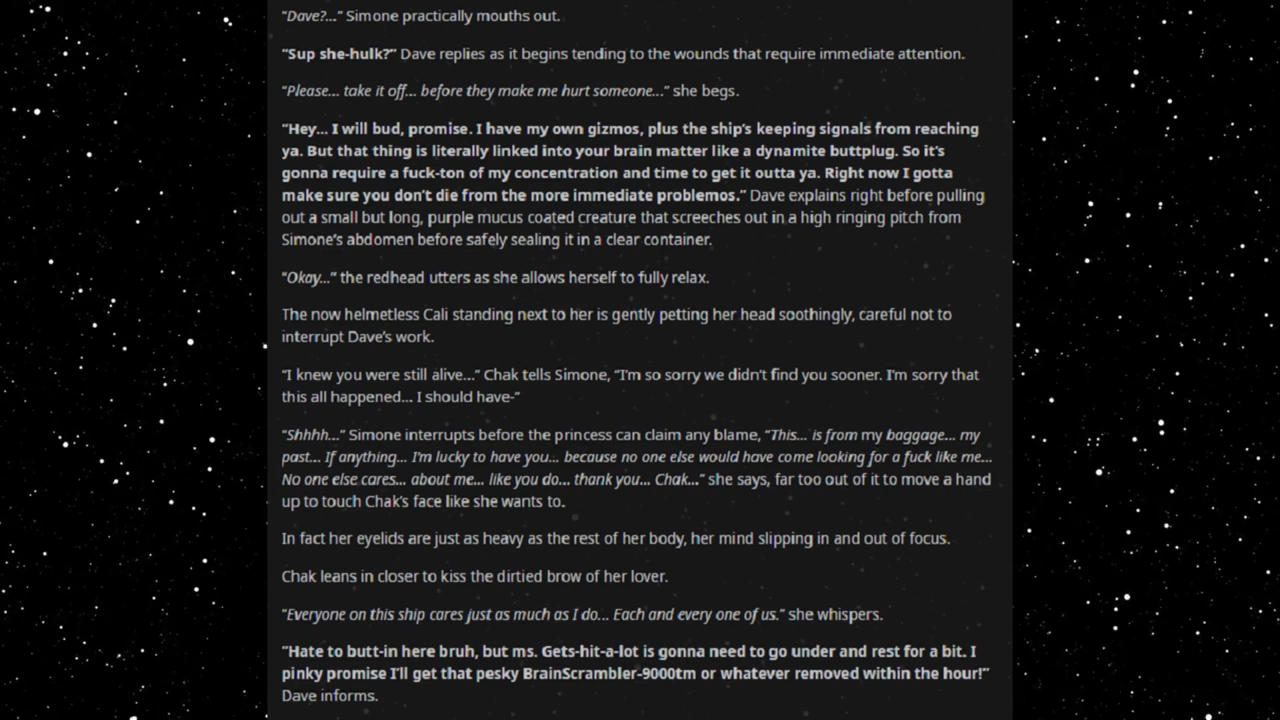 “Dave?...” Simone practically mouths out.
“Sup she-hulk?” Dave replies as it begins tending to the wounds that require immediate attention.
“Please... take it off... before they make me hurt someone...” she begs.
“Hey... I will bud, promise. I have my own gizmos, plus the ship’s keeping signals from reaching
ya. But that thing is literally linked into your brain matter like a dynamite buttplug. So it’s
gonna require a fuck-ton of my concentration and time to get it outta ya. Right now I gotta
make sure you don’t die from the more immediate problemos.” Dave explains right before pulling
out a small but long, purple mucus coated creature that screeches out in a high ringing pitch from
Simone’s abdomen before safely sealing it in a clear container.
“Okay...” the redhead utters as she allows herself to fully relax.
The now helmetless Cali standing next to her is gently petting her head soothingly, careful not to
interrupt Dave’s work.
“I knew you were still alive...” Chak tells Simone, “I’m so sorry we didn’t find you sooner. I’m sorry that
this all happened... I should have-”
“Shhhh...” Simone interrupts before the princess can claim any blame, “This... is from my baggage... my
past... If anything... I’m lucky to have you... because no one else would have come looking for a fuck like me...
No one else cares... about me... like you do... thank you... Chak...” she says, far too out of it to move a hand
up to touch Chak’s face like she wants to.
In fact her eyelids are just as heavy as the rest of her body, her mind slipping in and out of focus.
Chak leans in closer to kiss the dirtied brow of her lover.
“Everyone on this ship cares just as much as I do... Each and every one of us.” she whispers.
“Hate to butt-in here bruh, but ms. Gets-hit-a-lot is gonna need to go under and rest for a bit. I
pinky promise I’ll get that pesky BrainScrambler-9000tm or whatever removed within the hour!”
Dave informs.